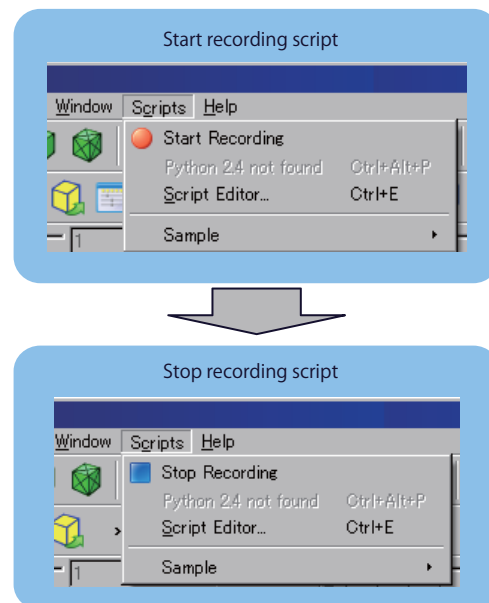 Start recording script
Window Scripts Help
Start Recording
Python 2.4 not found Ctrl+Alt+P
Script Editor... Ctrl+E
1
Sample
Stop recording script
Window Scripts Help
Stop Recording
Python 2.4 not found Ctrl+Alt+P
Script Editor... Ctrl+E
1
Sample